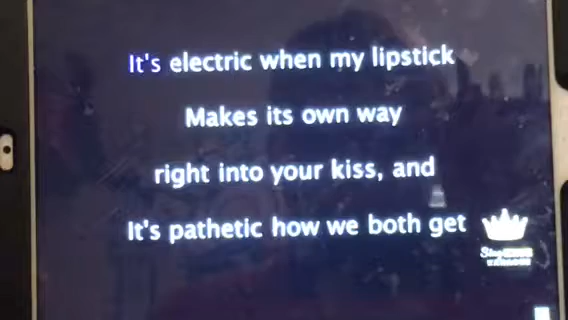 It's electric when my lipstick
Makes its own way
right into your kiss, and
It's pathetic how we both get